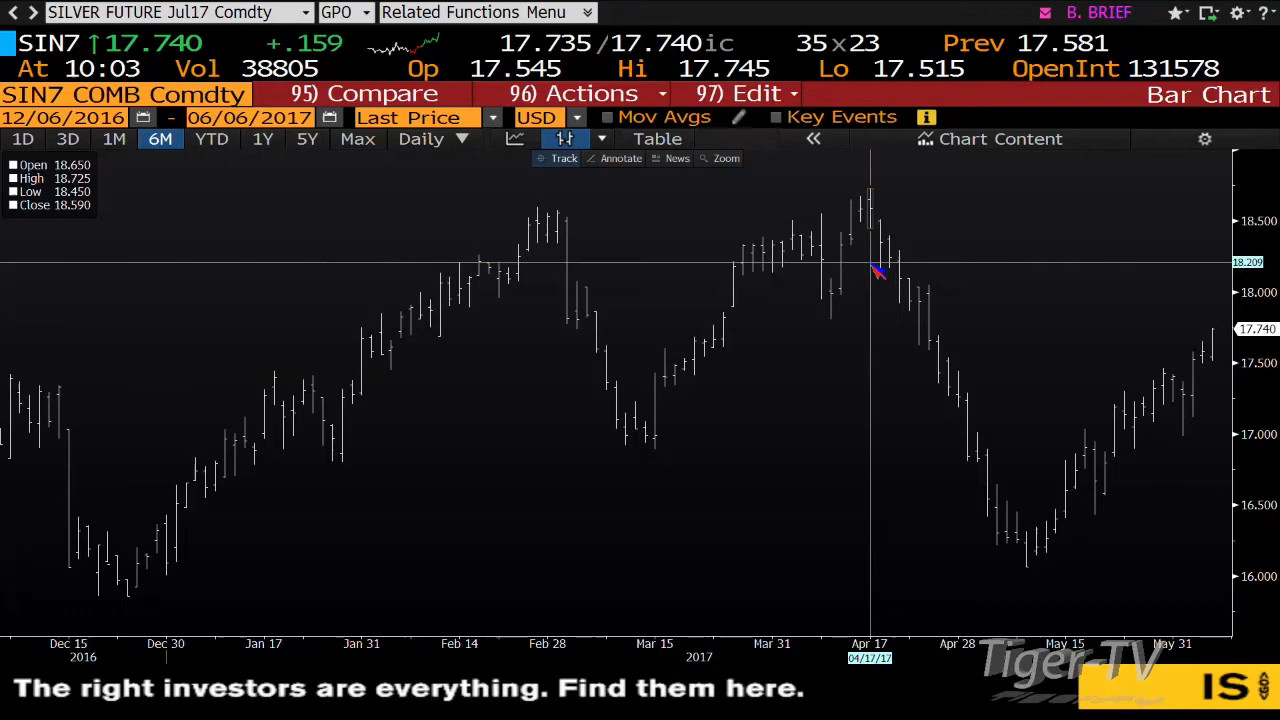 SILVER FUTURE Jul17 Comdty GPO Related Functions Menu B. BRIEF
SIN7 ↑17.740 +.159 17.735/17.740ic 35x23 Prev 17.581
At 10:03 Vol 38805 Op 17.545 Hi 17.745 Lo 17.515 OpenInt 131578
SIN7 COMB Comdty 95) Compare 96) Actions 97) Edit Bar Chart
12/06/2016 - 06/06/2017 Last Price USD Mov Avgs Key Events
1D 3D 1M 6M YTD 1Y 5Y Max Daily Table Chart Content
Track Annotate News Zoom
Open 18.650
High 18.725
Low 18.450
Close 18.590
18.500
18.209
18.000
17.740
17.500
17.000
16.500
16.000
Dec 15 Dec 30 Jan 17 Jan 31 Feb 14 Feb 28 Mar 15 Mar 31 Apr 17 Apr 28 May 15 May 31
2016 2017 04/17/17
Tiger-TV
The right investors are everything. Find them here.
IS